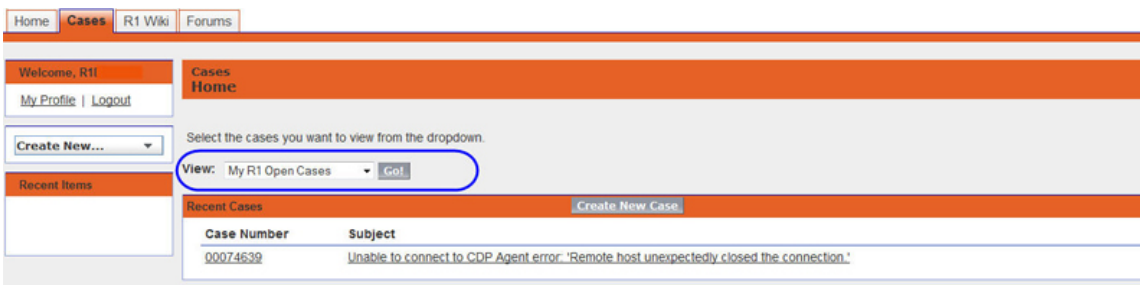 Home Cases R1 Wiki Forums
Welcome, R1
My Profile | Logout
Create New...
Recent Items
Cases
Home
Select the cases you want to view from the dropdown.
View: My R1 Open Cases Go!
Recent Cases Create New Case
Case Number Subject
00074639 Unable to connect to CDP Agent error: 'Remote host unexpectedly closed the connection.'